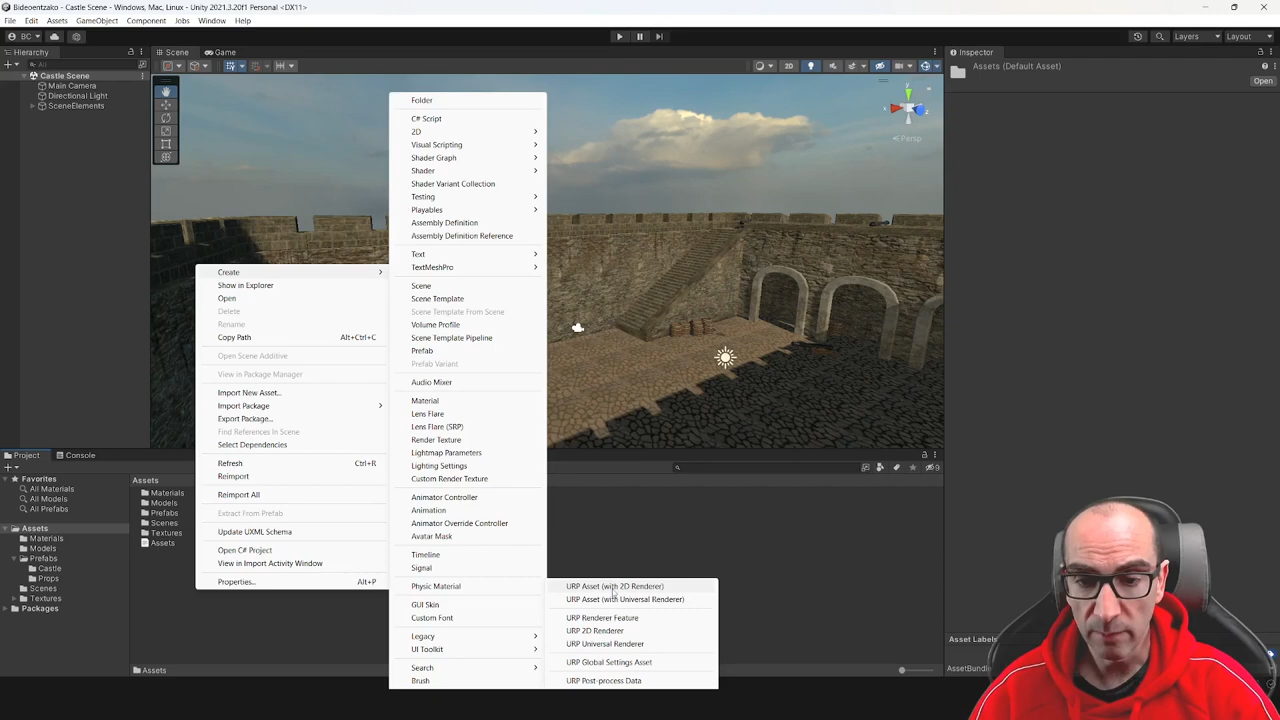 Bideoentzako - Castle Scene - Windows, Mac, Linux - Unity 2021.3.20f1 Personal <DX11>
File Edit Assets GameObject Component Jobs Window Help
BC Layers Layout
Hierarchy
All
Castle Scene
Main Camera
Directional Light
SceneElements
Scene Game
2D
Persp
Inspector
Assets (Default Asset)
Open
Create
Show in Explorer
Open
Delete
Rename
Copy Path Alt+Ctrl+C
Open Scene Additive
View in Package Manager
Import New Asset...
Import Package
Export Package...
Find References In Scene
Select Dependencies
Refresh Ctrl+R
Reimport
Reimport All
Extract From Prefab
Update UXML Schema
Open C# Project
View in Import Activity Window
Properties... Alt+P
Folder
C# Script
2D
Visual Scripting
Shader Graph
Shader
Shader Variant Collection
Testing
Playables
Assembly Definition
Assembly Definition Reference
Text
TextMeshPro
Scene
Scene Template
Scene Template From Scene
Volume Profile
Scene Template Pipeline
Prefab
Prefab Variant
Audio Mixer
Material
Lens Flare
Lens Flare (SRP)
Render Texture
Lightmap Parameters
Lighting Settings
Custom Render Texture
Animator Controller
Animation
Animator Override Controller
Avatar Mask
Timeline
Signal
Physic Material
GUI Skin
Custom Font
Legacy
UI Toolkit
Search
Brush
URP Asset (with 2D Renderer)
URP Asset (with Universal Renderer)
URP Renderer Feature
URP 2D Renderer
URP Universal Renderer
URP Global Settings Asset
URP Post-process Data
Project Console
9
Favorites
All Materials
All Models
All Prefabs
Assets
Materials
Models
Prefabs
Castle
Props
Scenes
Textures
Packages
Assets
Materials
Models
Prefabs
Scenes
Textures
Assets
Assets
Asset Labels
AssetBundl